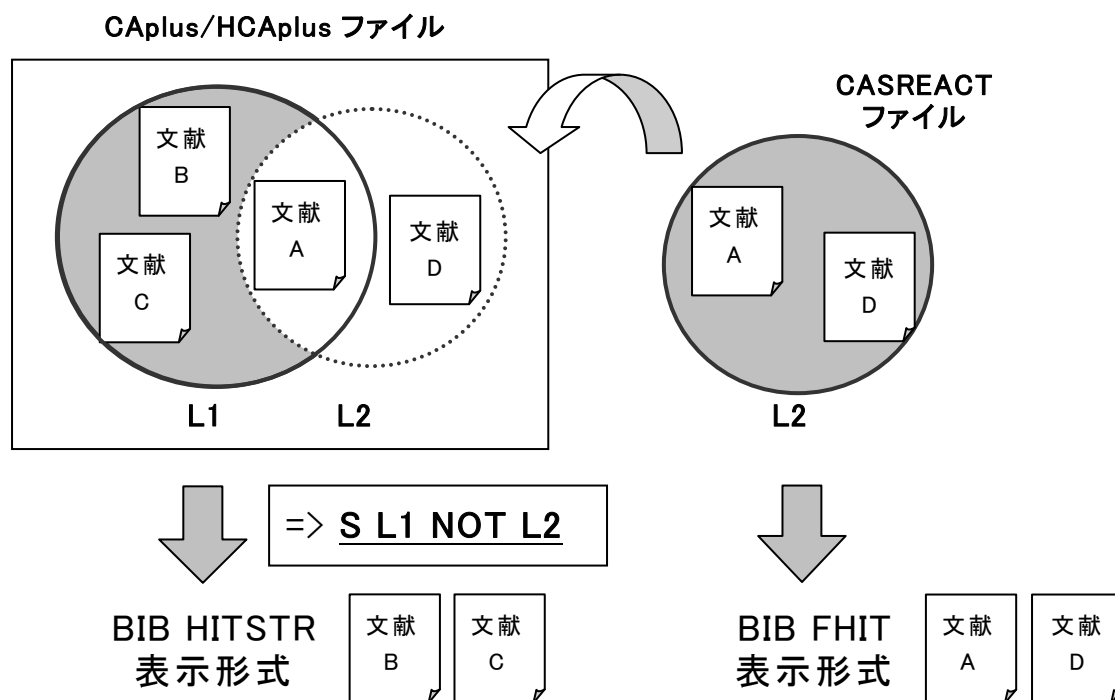 CAplus/HCAplus ファイル
CASREACT
ファイル
文献
B
文献
A
文献
C
文献
D
文献
A
文献
D
L1
L2
L2
=> S L1 NOT L2
BIB HITSTR
表示形式
文献
B
文献
C
BIB FHIT
表示形式
文献
A
文献
D